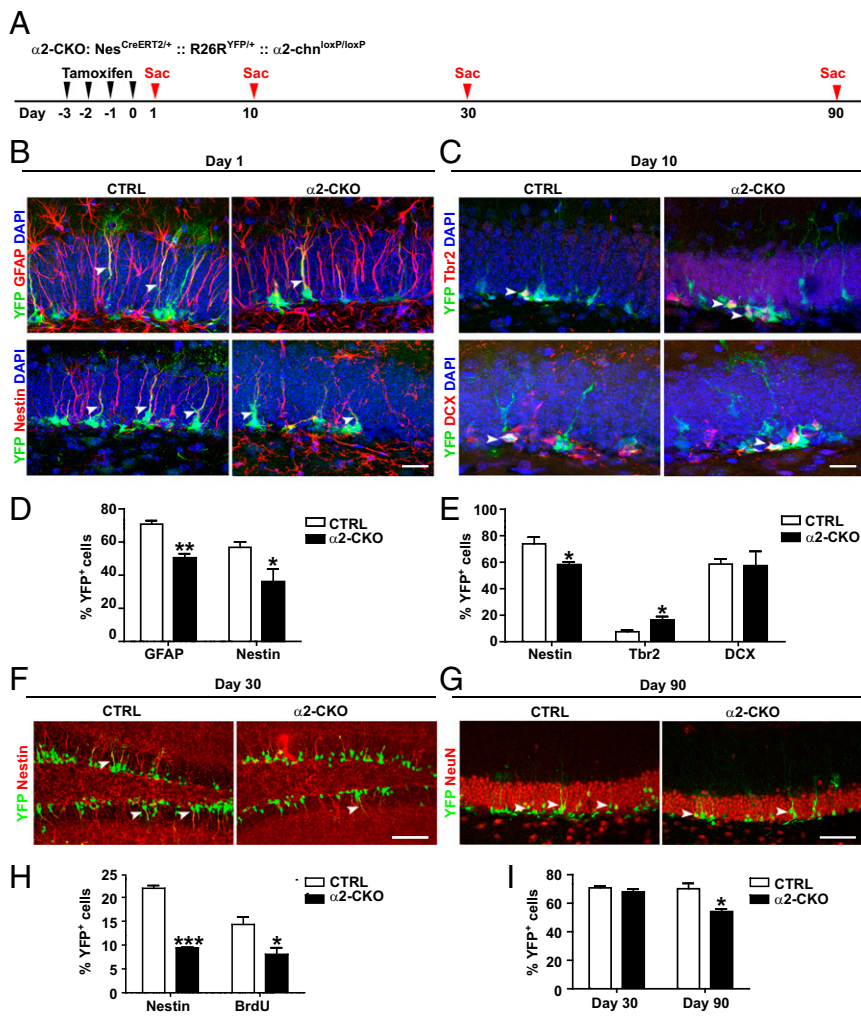 A
α2-CKO: Nes^CreERT2/+ :: R26R^YFP/+ :: α2-chn^loxP/loxP
Tamoxifen Sac Sac Sac Sac
Day -3 -2 -1 0 1 10 30 90
B Day 1
CTRL α2-CKO
YFP GFAP DAPI
YFP Nestin DAPI
C Day 10
CTRL α2-CKO
YFP Tbr2 DAPI
YFP DCX DAPI
D
% YFP+ cells
80
60
40
20
0
** *
GFAP Nestin
CTRL
α2-CKO
E
% YFP+ cells
100
80
60
40
20
0
* *
Nestin Tbr2 DCX
CTRL
α2-CKO
F Day 30
CTRL α2-CKO
YFP Nestin
G Day 90
CTRL α2-CKO
YFP NeuN
H
% YFP+ cells
25
20
15
10
5
0
*** *
Nestin BrdU
CTRL
α2-CKO
I
% YFP+ cells
80
60
40
20
0
*
Day 30 Day 90
CTRL
α2-CKO